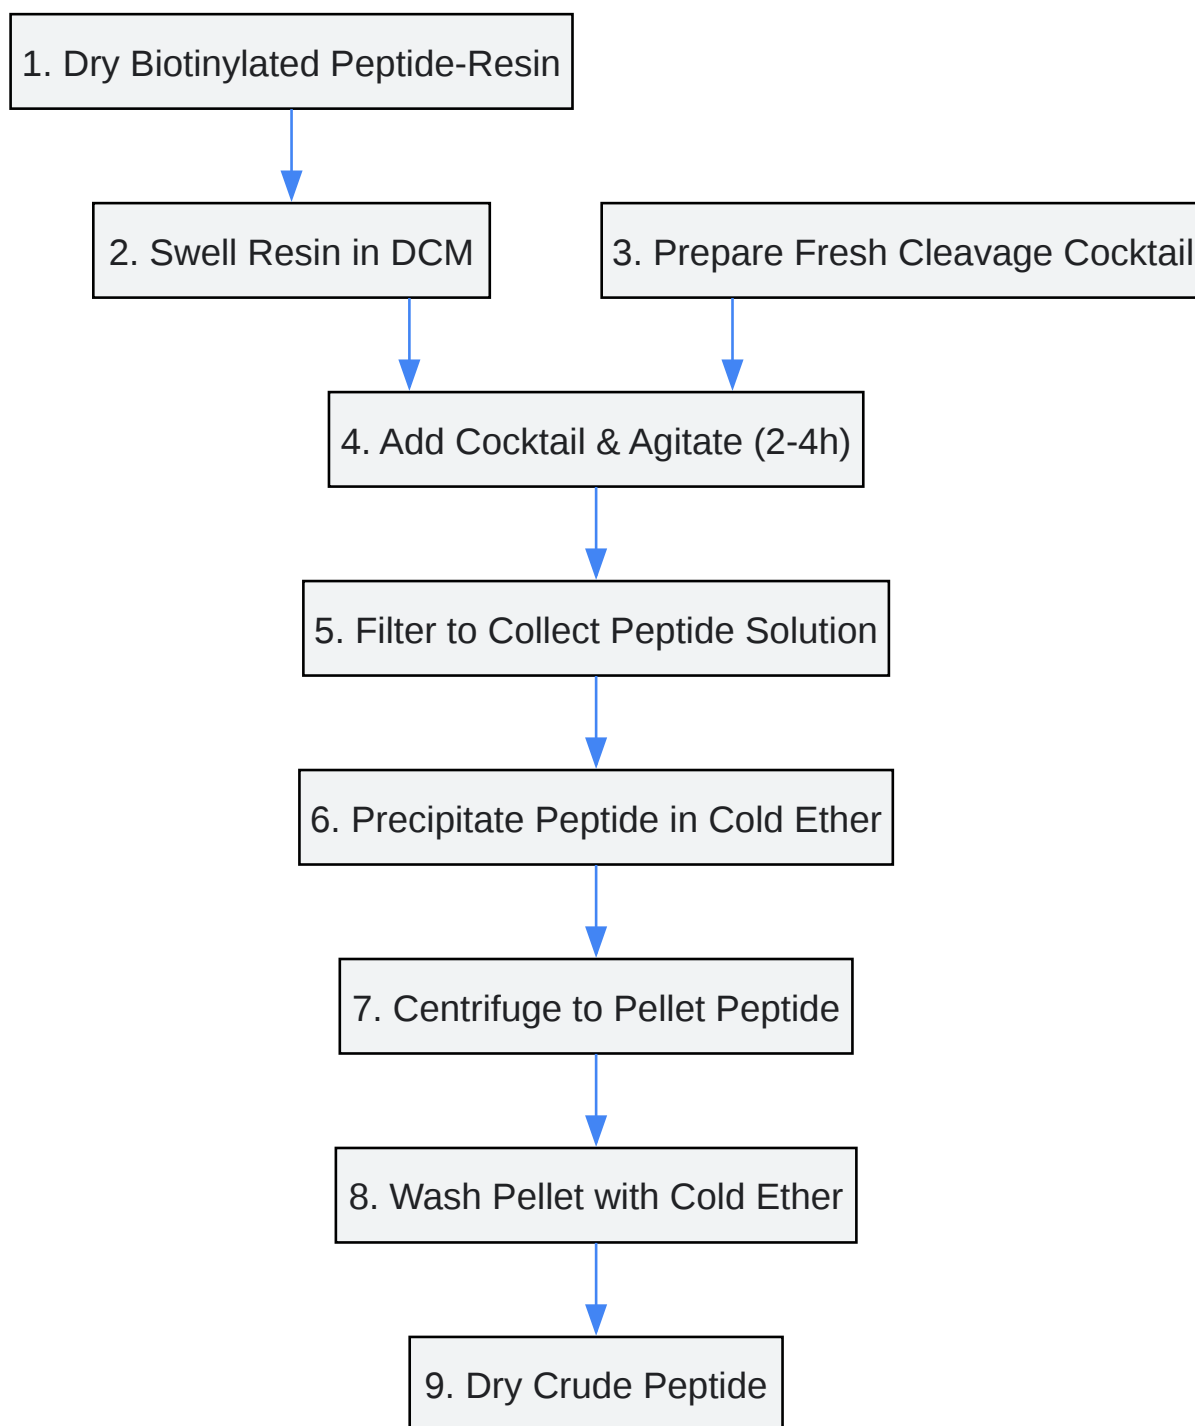 1. Dry Biotinylated Peptide-Resin
2. Swell Resin in DCM
3. Prepare Fresh Cleavage Cocktail
4. Add Cocktail & Agitate (2-4h)
5. Filter to Collect Peptide Solution
6. Precipitate Peptide in Cold Ether
7. Centrifuge to Pellet Peptide
8. Wash Pellet with Cold Ether
9. Dry Crude Peptide